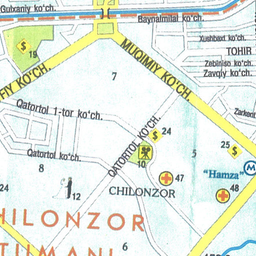 Gulxaniy ko'ch.
Baynalmilal ko'ch.
Xushbaxt ko'ch.
TOHIR
Zebiniso ko'ch.
Zavqiy ko'ch.
$
19
MUQIMIY KO'CH.
7
FIY KO'CH.
Qatortol 1-tor ko'ch.
QATORTOL KO'CH.
$
24
25 $
Qatortol ko'ch.
10
8
M
"Hamza"
24
12
CHILONZOR
47
48
HILONZOR
TUMANI
6